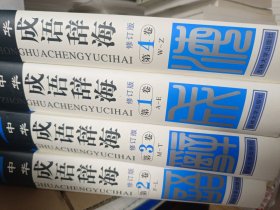 中华
成语辞海
修订版
第4卷
W-Z
ZHONGHUACHENGYUCIHAI
中华
成语辞海
修订版
第1卷
A-E
ZHONGHUACHENGYUCIHAI
中华
成语辞海
修订版
第3卷
M-T
中华
成语辞海
修订版
第2卷
F-L